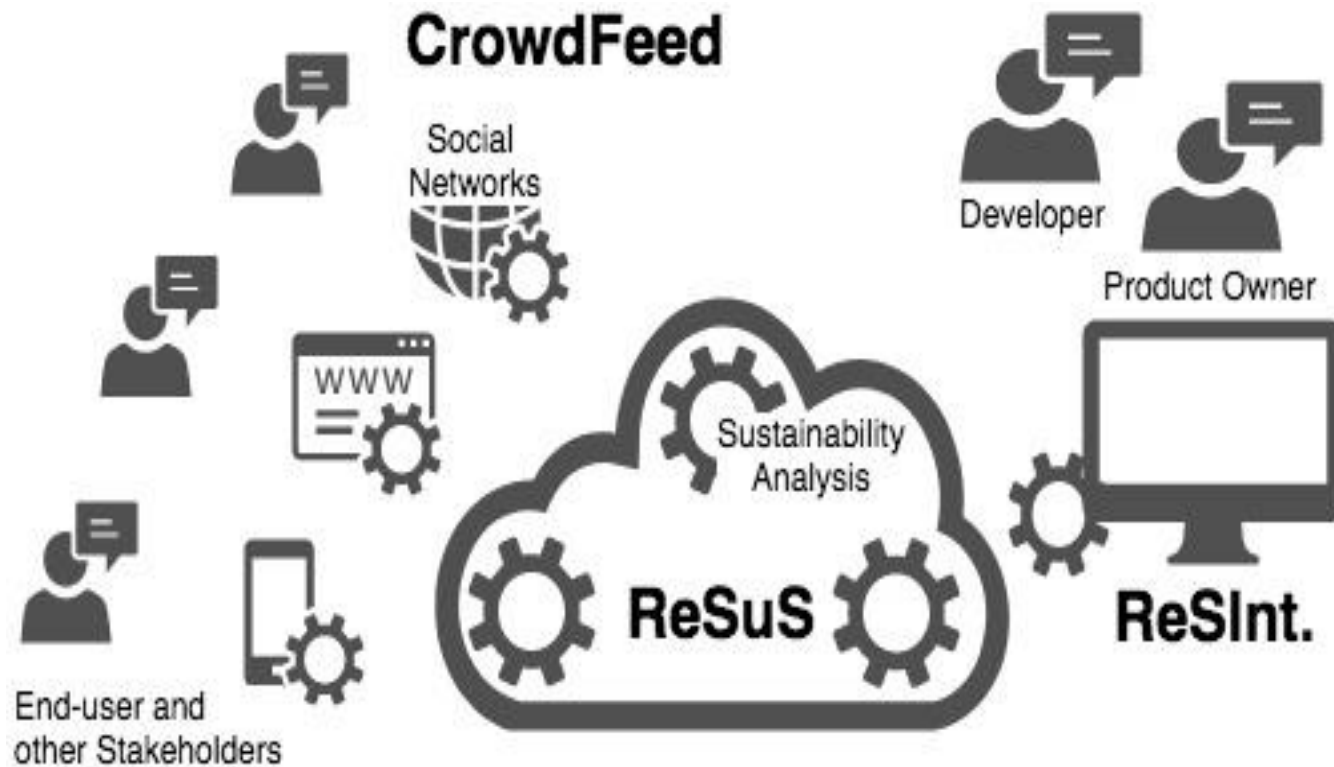 CrowdFeed
Social
Networks
Developer
Product Owner
WWW
Sustainability
Analysis
ReSuS
ReSInt.
End-user and
other Stakeholders